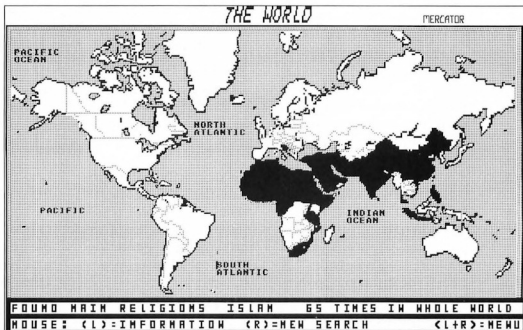 THE WORLD
MERCATOR
PACIFIC
OCEAN
NORTH
ATLANTIC
PACIFIC
INDIAN
OCEAN
SOUTH
ATLANTIC
FOUND MAIN RELIGIONS ISLAM 65 TIMES IN WHOLE WORLD
MOUSE: (L)=INFORMATION (R)=NEW SEARCH (L+R)=MENU